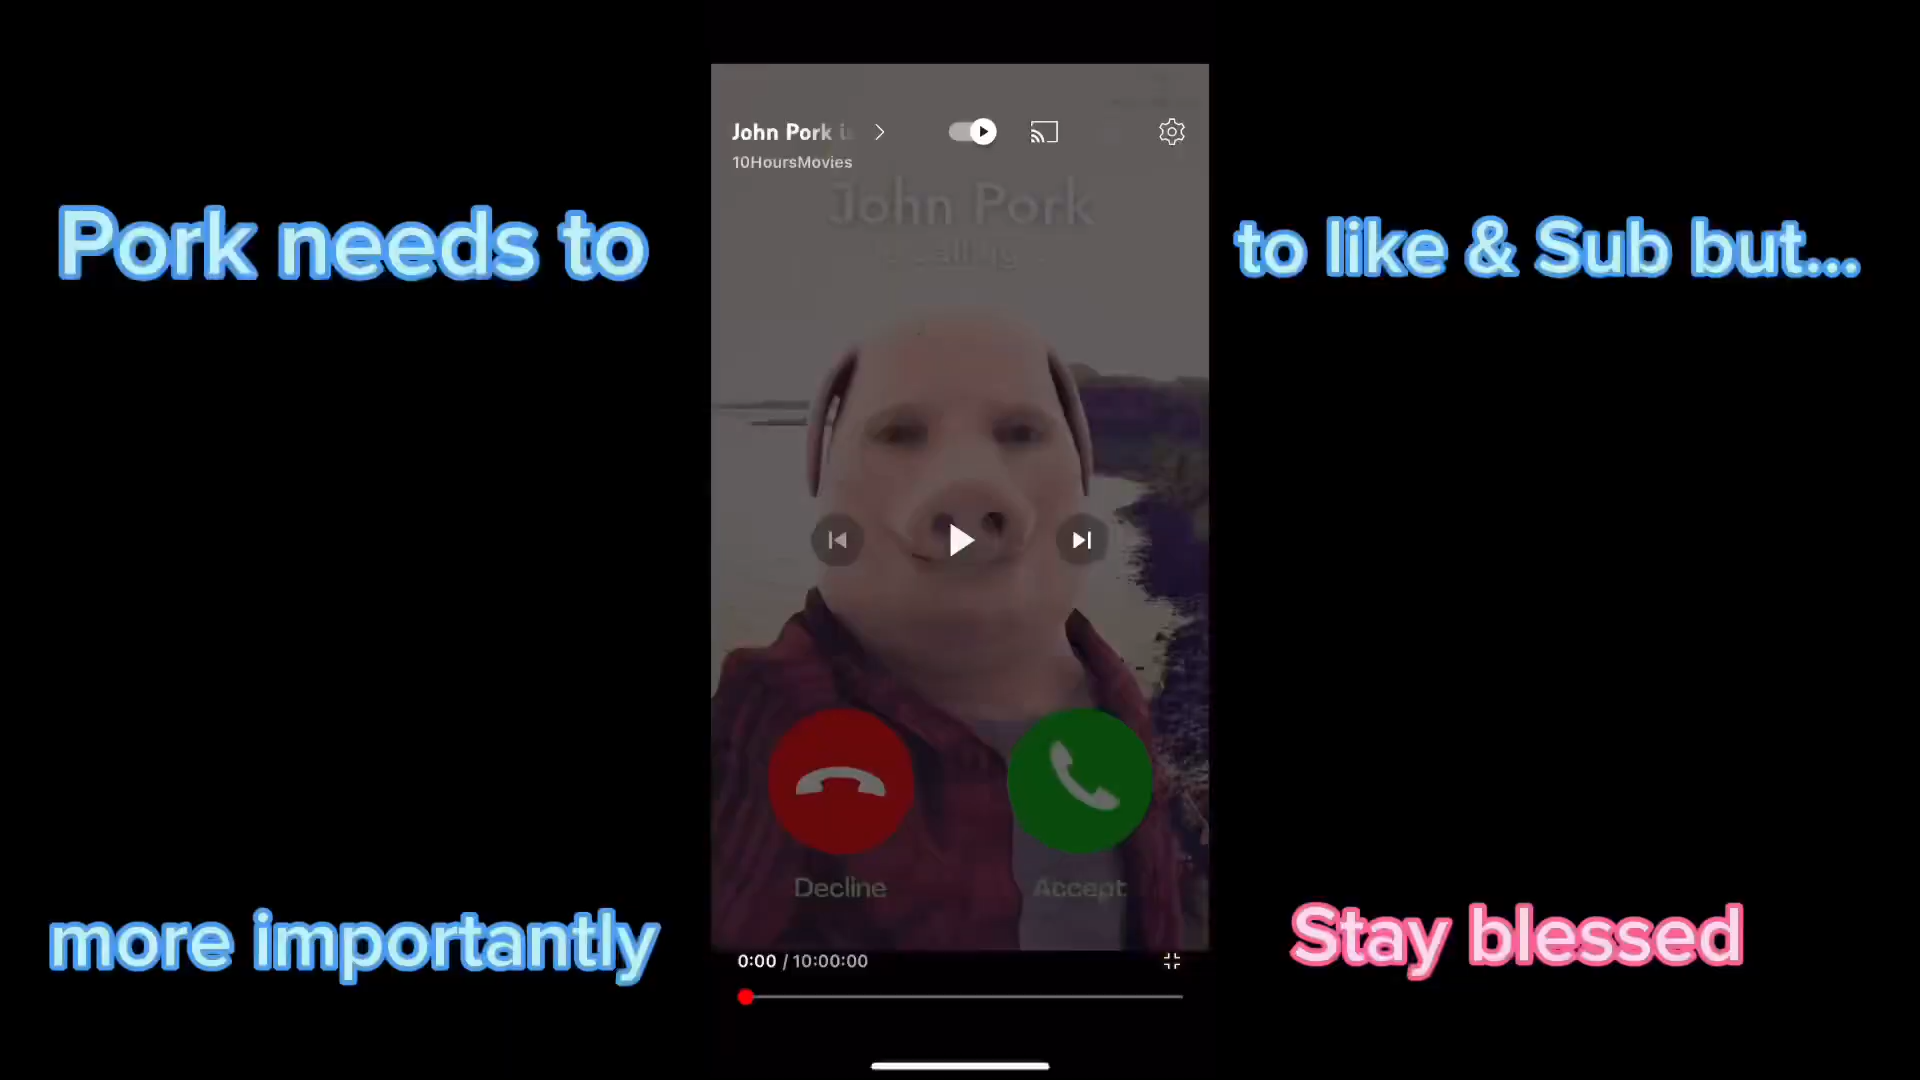 John Pork i
10HoursMovies
John Pork
Pork needs to
to like & Sub but...
Decline
Accept
more importantly
Stay blessed
0:00 / 10:00:00